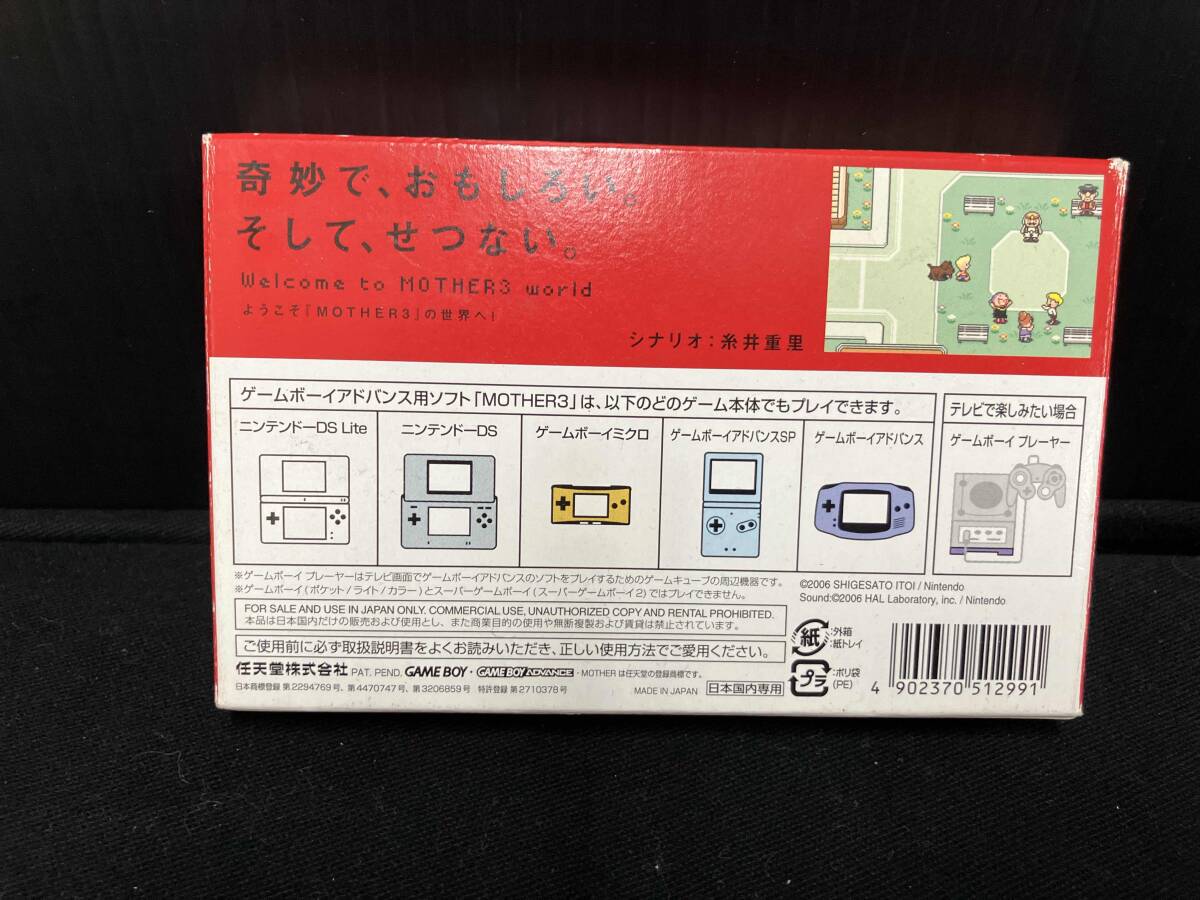 奇妙で、おもしろい。
そして、せつない。
Welcome to MOTHER3 world
ようこそ『MOTHER3』の世界へ!
シナリオ:糸井重里
ゲームボーイアドバンス用ソフト「MOTHER3」は、以下のどのゲーム本体でもプレイできます。
ニンテンドーDS Lite
ニンテンドーDS
ゲームボーイミクロ
ゲームボーイアドバンスSP
ゲームボーイアドバンス
テレビで楽しみたい場合
ゲームボーイ プレーヤー
※ゲームボーイ プレーヤーはテレビ画面でゲームボーイアドバンスのソフトをプレイするためのゲームキューブの周辺機器です。
※ゲームボーイ(ポケット/ライト/カラー)とスーパーゲームボーイ(スーパーゲームボーイ2)ではプレイできません。
©2006 SHIGESATO ITOI / Nintendo
Sound:©2006 HAL Laboratory, inc. / Nintendo
FOR SALE AND USE IN JAPAN ONLY. COMMERCIAL USE, UNAUTHORIZED COPY AND RENTAL PROHIBITED.
本品は日本国内だけの販売および使用とし、また商業目的の使用や無断複製および賃貸は禁止されています。
ご使用前に必ず取扱説明書をよくお読みいただき、正しい使用方法でご愛用ください。
任天堂株式会社 PAT. PEND. GAME BOY・GAME BOY ADVANCE・MOTHER は任天堂の登録商標です。
日本商標登録 第2294769号、第4470747号、第3206859号 特許登録 第2710378号
MADE IN JAPAN
日本国内専用
紙
:外箱
:紙トレイ
プラ
:ポリ袋
(PE)
4 902370 512991